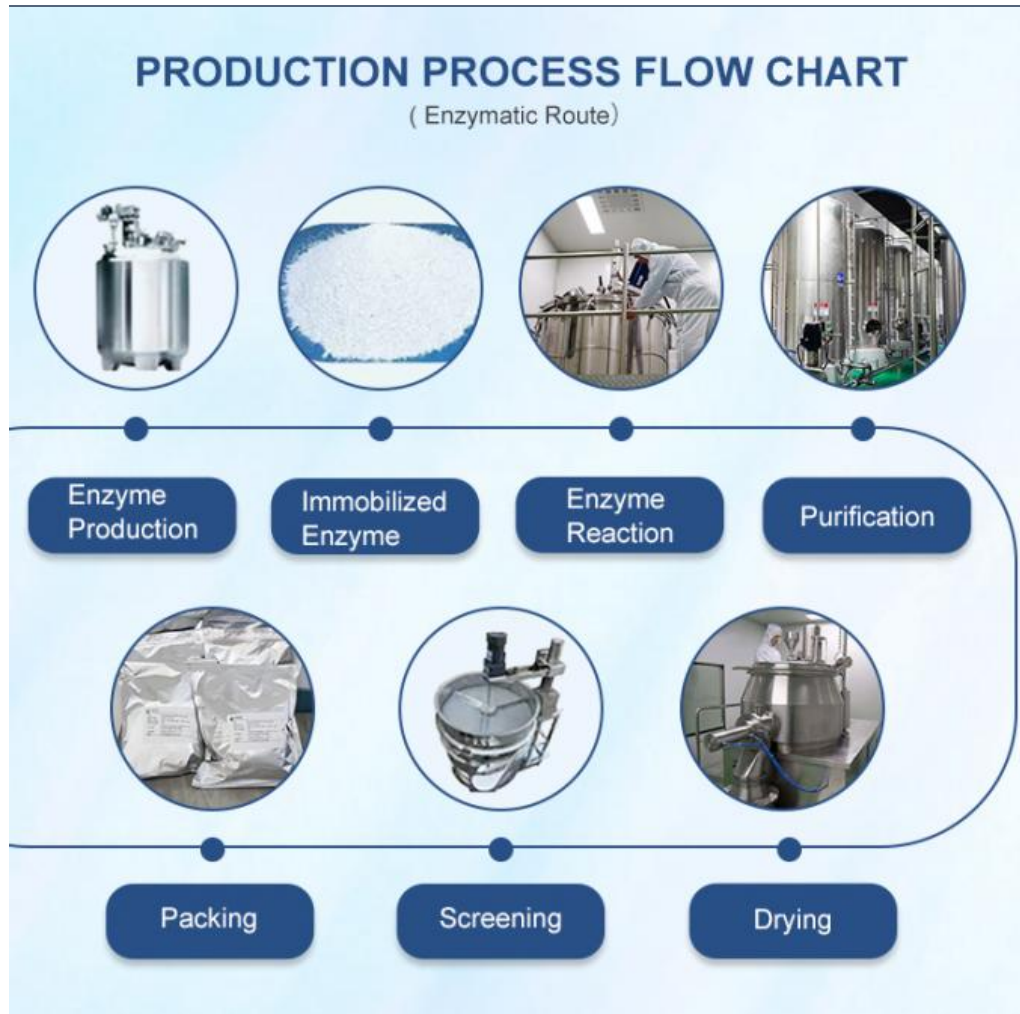 PRODUCTION PROCESS FLOW CHART
( Enzymatic Route）
Enzyme
Production
Immobilized
Enzyme
Enzyme
Reaction
Purification
Packing
Screening
Drying